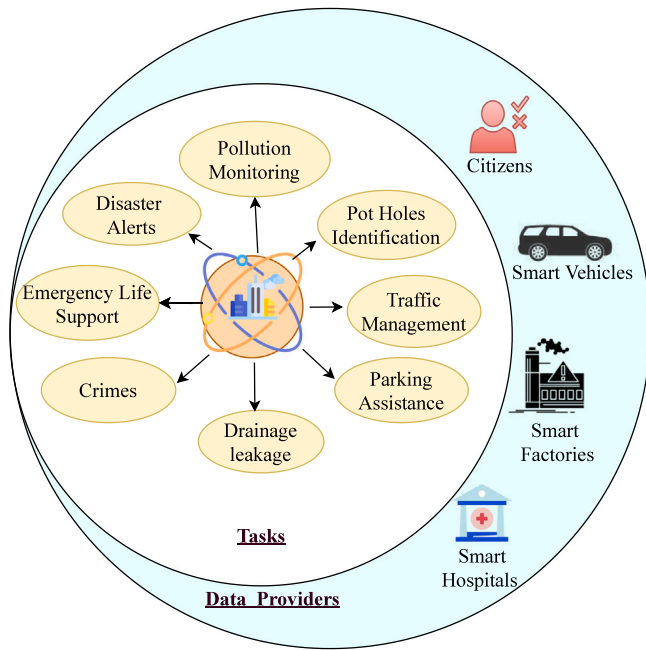 Pollution
Monitoring
Disaster
Alerts
Pot Holes
Identification
Emergency Life
Support
Traffic
Management
Crimes
Parking
Assistance
Drainage
leakage
Tasks
Data Providers
Citizens
Smart Vehicles
Smart
Factories
Smart
Hospitals